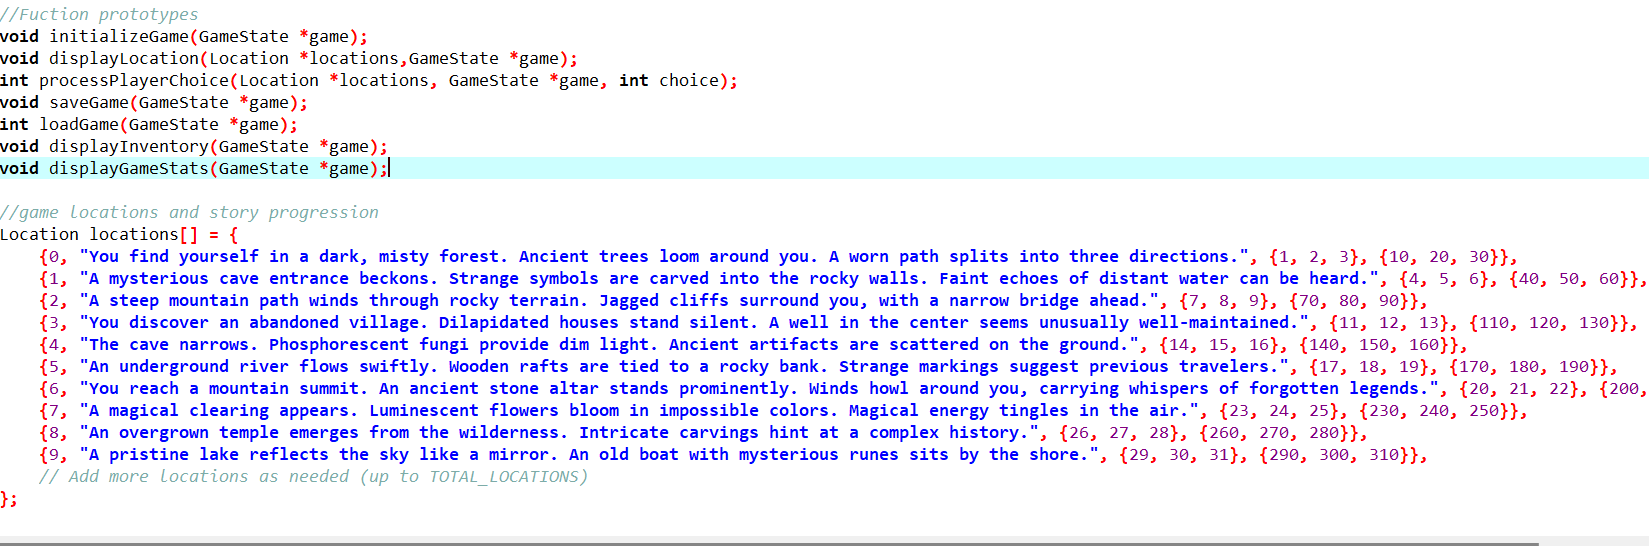 //Fuction prototypes
void initializeGame(GameState *game);
void displayLocation(Location *locations,GameState *game);
int processPlayerChoice(Location *locations, GameState *game, int choice);
void saveGame(GameState *game);
int loadGame(GameState *game);
void displayInventory(GameState *game);
void displayGameStats(GameState *game);
//game locations and story progression
Location locations[] = {
{0, "You find yourself in a dark, misty forest. Ancient trees loom around you. A worn path splits into three directions.", {1, 2, 3}, {10, 20, 30}},
{1, "A mysterious cave entrance beckons. Strange symbols are carved into the rocky walls. Faint echoes of distant water can be heard.", {4, 5, 6}, {40, 50, 60}},
{2, "A steep mountain path winds through rocky terrain. Jagged cliffs surround you, with a narrow bridge ahead.", {7, 8, 9}, {70, 80, 90}},
{3, "You discover an abandoned village. Dilapidated houses stand silent. A well in the center seems unusually well-maintained.", {11, 12, 13}, {110, 120, 130}},
{4, "The cave narrows. Phosphorescent fungi provide dim light. Ancient artifacts are scattered on the ground.", {14, 15, 16}, {140, 150, 160}},
{5, "An underground river flows swiftly. Wooden rafts are tied to a rocky bank. Strange markings suggest previous travelers.", {17, 18, 19}, {170, 180, 190}},
{6, "You reach a mountain summit. An ancient stone altar stands prominently. Winds howl around you, carrying whispers of forgotten legends.", {20, 21, 22}, {200,
{7, "A magical clearing appears. Luminescent flowers bloom in impossible colors. Magical energy tingles in the air.", {23, 24, 25}, {230, 240, 250}},
{8, "An overgrown temple emerges from the wilderness. Intricate carvings hint at a complex history.", {26, 27, 28}, {260, 270, 280}},
{9, "A pristine lake reflects the sky like a mirror. An old boat with mysterious runes sits by the shore.", {29, 30, 31}, {290, 300, 310}},
// Add more locations as needed (up to TOTAL_LOCATIONS)
};